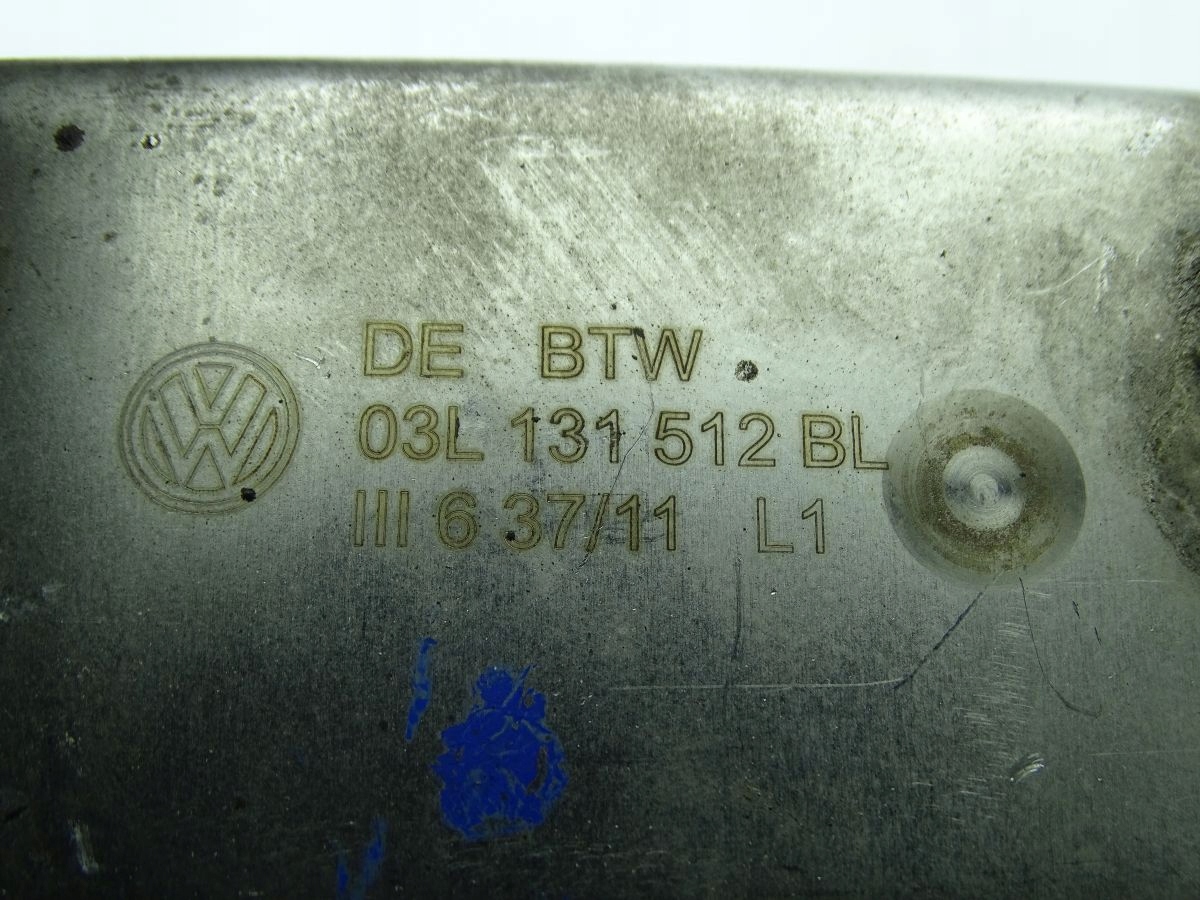 DE BTW
03L 131 512 BL
III 6 37/11 L1